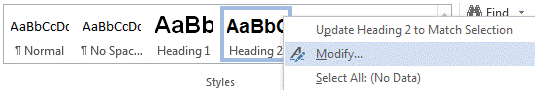 AaBbCcDc AaBbCcDc AaBbC AaBbCc
¶ Normal ¶ No Spac... Heading 1 Heading 2
Styles
Update Heading 2 to Match Selection
Modify...
Select All: (No Data)
Find